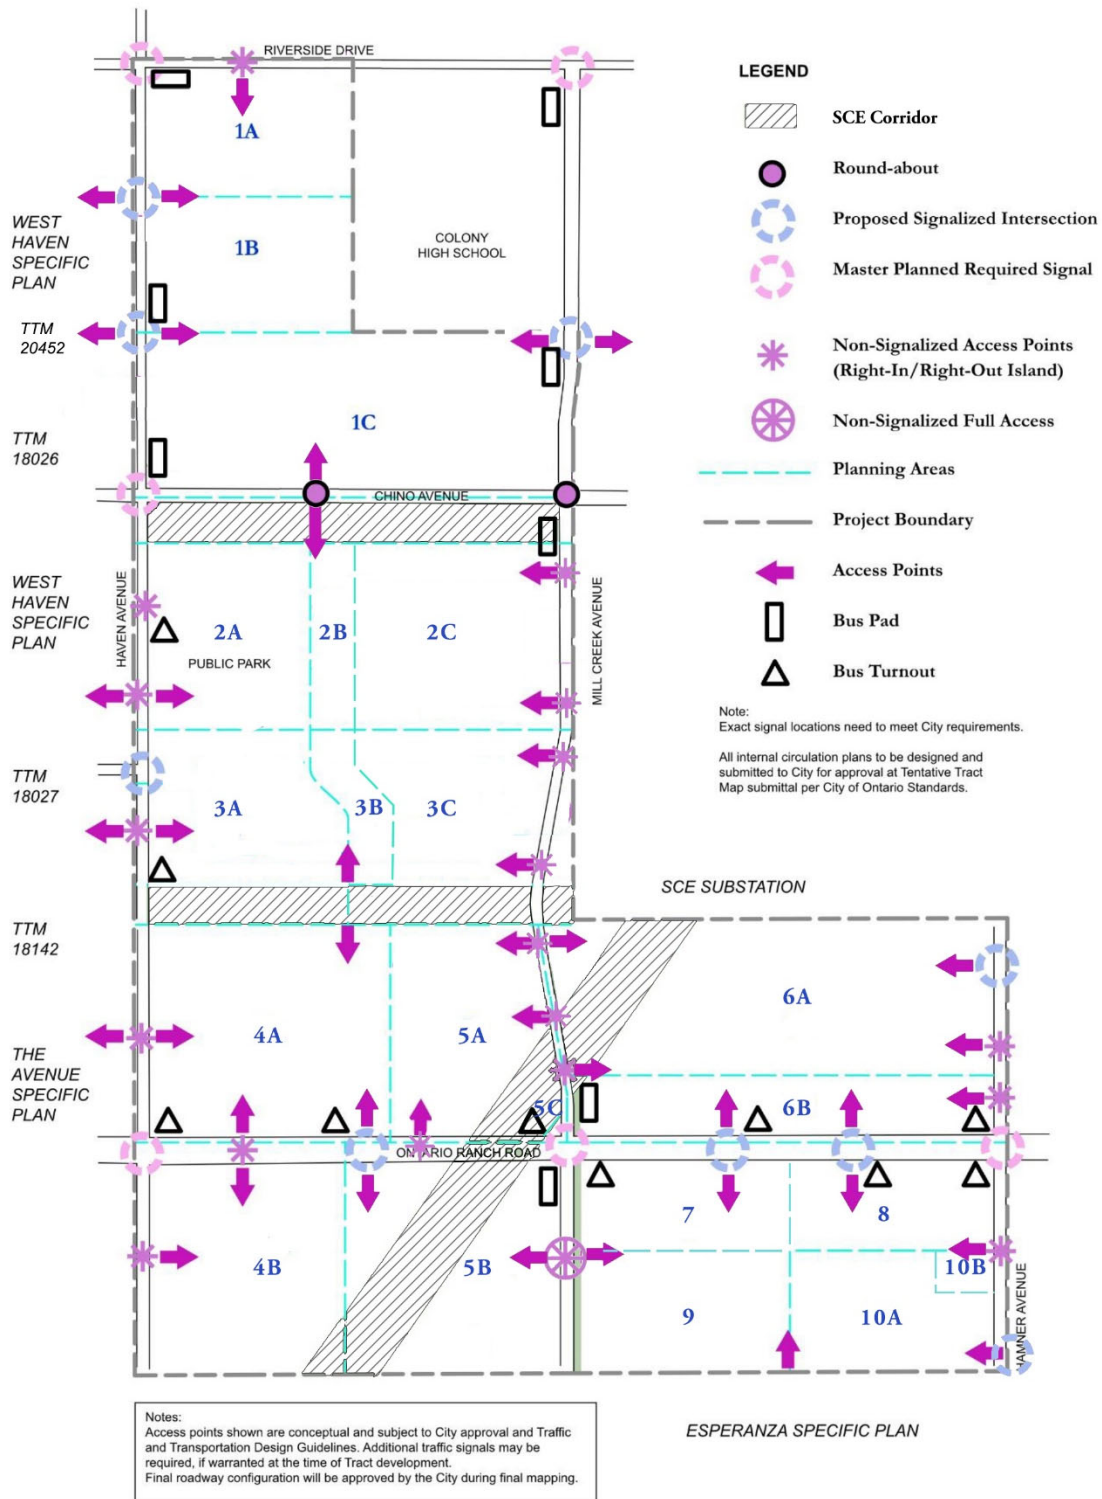 RIVERSIDE DRIVE
LEGEND
SCE Corridor
Round-about
Proposed Signalized Intersection
Master Planned Required Signal
Non-Signalized Access Points
(Right-In/Right-Out Island)
Non-Signalized Full Access
Planning Areas
Project Boundary
Access Points
Bus Pad
Bus Turnout
Note:
Exact signal locations need to meet City requirements.
All internal circulation plans to be designed and
submitted to City for approval at Tentative Tract
Map submittal per City of Ontario Standards.
1A
WEST
HAVEN
SPECIFIC
PLAN
1B
COLONY
HIGH SCHOOL
TTM
20452
1C
TTM
18026
CHINO AVENUE
WEST
HAVEN
SPECIFIC
PLAN
HAVEN AVENUE
2A
2B
2C
PUBLIC PARK
MILL CREEK AVENUE
TTM
18027
3A
3B
3C
SCE SUBSTATION
TTM
18142
6A
4A
5A
THE
AVENUE
SPECIFIC
PLAN
5C
6B
ONTARIO RANCH ROAD
7
8
4B
5B
10B
9
10A
HAMNER AVENUE
ESPERANZA SPECIFIC PLAN
Notes:
Access points shown are conceptual and subject to City approval and Traffic
and Transportation Design Guidelines. Additional traffic signals may be
required, if warranted at the time of Tract development.
Final roadway configuration will be approved by the City during final mapping.